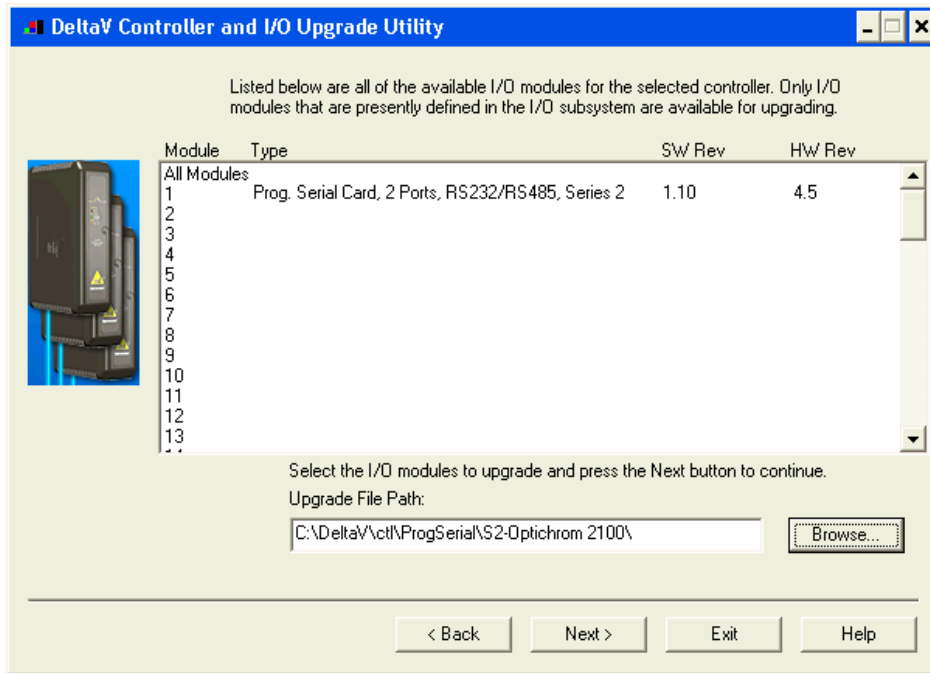 DeltaV Controller and I/O Upgrade Utility
Listed below are all of the available I/O modules for the selected controller. Only I/O
modules that are presently defined in the I/O subsystem are available for upgrading.
Module Type SW Rev HW Rev
All Modules
1 Prog. Serial Card, 2 Ports, RS232/RS485, Series 2 1.10 4.5
2
3
4
5
6
7
8
9
10
11
12
13
Select the I/O modules to upgrade and press the Next button to continue.
Upgrade File Path:
C:\DeltaV\ctl\ProgSerial\S2-Optichrom 2100\
Browse...
< Back Next > Exit Help